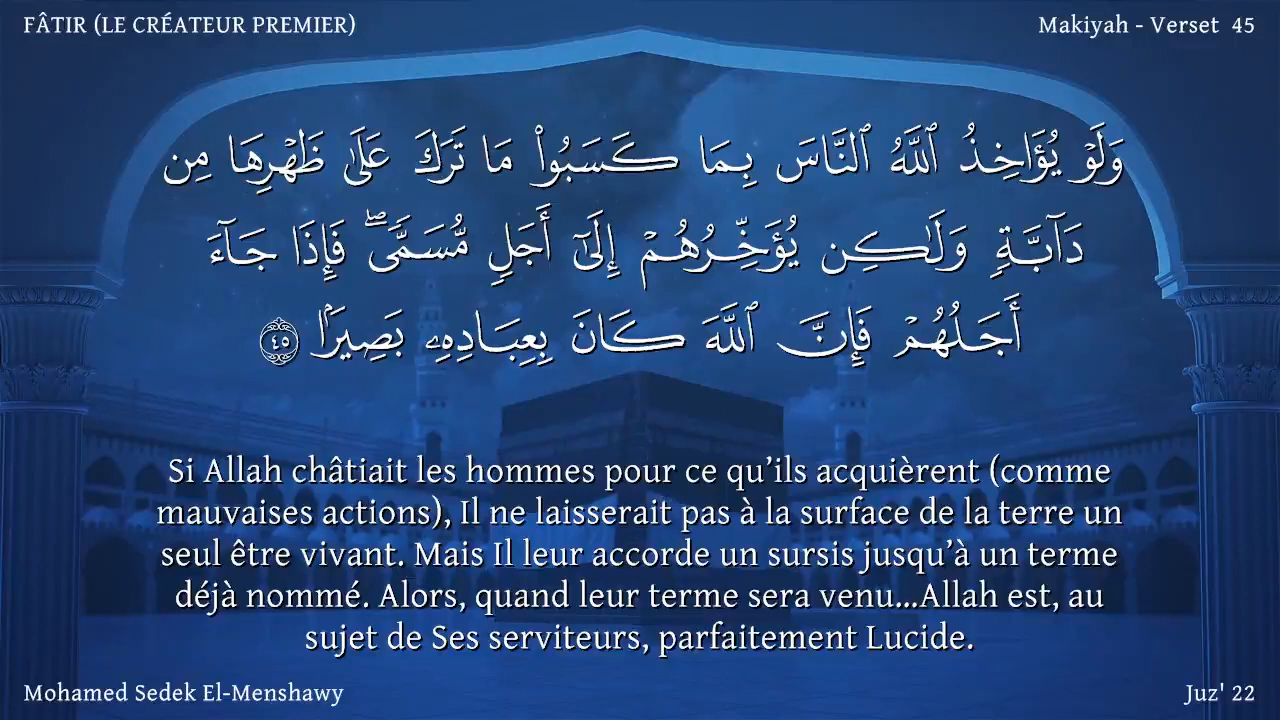 FÂTIR (LE CRÉATEUR PREMIER)
Makiyah - Verset 45
وَلَوْ يُؤَاخِذُ ٱللَّهُ ٱلنَّاسَ بِمَا كَسَبُوا۟ مَا تَرَكَ عَلَىٰ ظَهْرِهَا مِن
دَآبَّةٍ وَلَـٰكِن يُؤَخِّرُهُمْ إِلَىٰٓ أَجَلٍ مُّسَمًّى ۖ فَإِذَا جَآءَ
أَجَلُهُمْ فَإِنَّ ٱللَّهَ كَانَ بِعِبَادِهِۦ بَصِيرًۢا ٤٥
Si Allah châtiait les hommes pour ce qu’ils acquièrent (comme
mauvaises actions), Il ne laisserait pas à la surface de la terre un
seul être vivant. Mais Il leur accorde un sursis jusqu’à un terme
déjà nommé. Alors, quand leur terme sera venu...Allah est, au
sujet de Ses serviteurs, parfaitement Lucide.
Mohamed Sedek El-Menshawy
Juz' 22